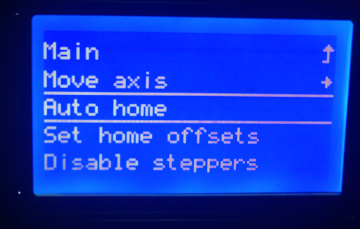 Main
Move axis
Auto home
Set home offsets
Disable steppers